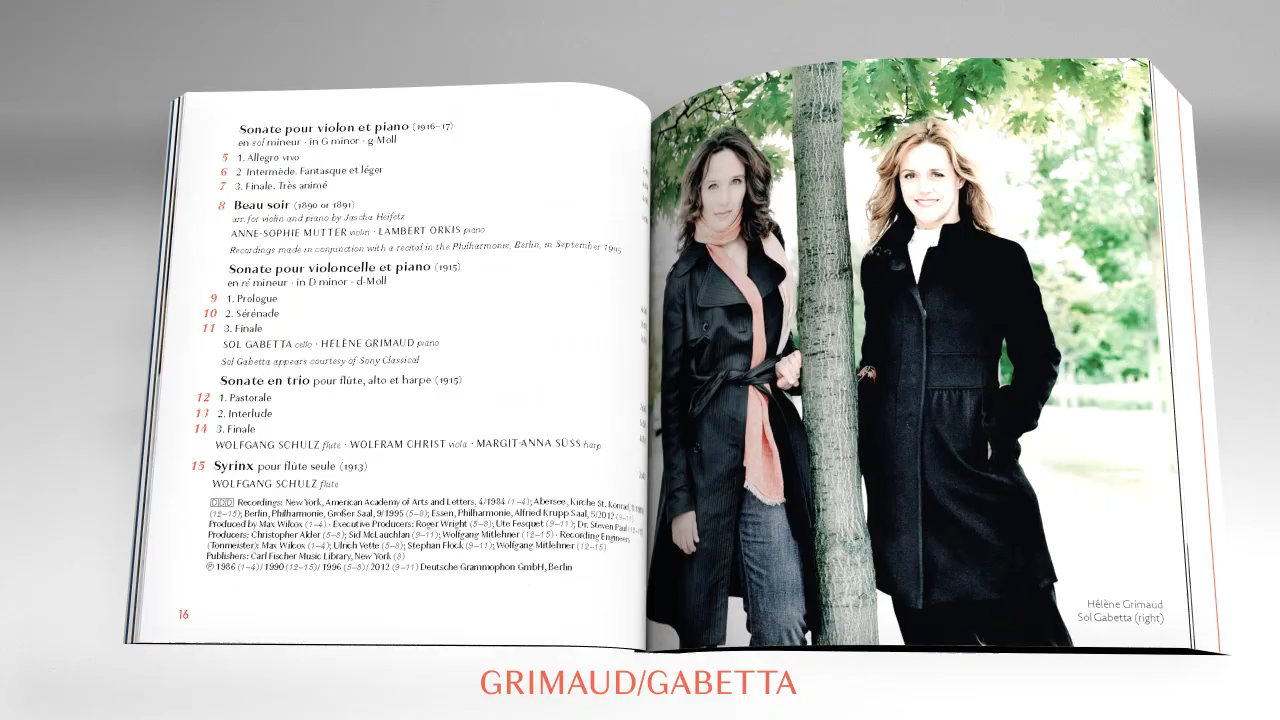 Sonate pour violon et piano (1916–17)
en sol mineur · in G minor · g-Moll
5 1. Allegro vivo
6 2 Intermède. Fantasque et léger
7 3. Finale. Très animé
8 Beau soir (1890 or 1891)
arr. for violin and piano by Jascha Heifetz
ANNE-SOPHIE MUTTER violin · LAMBERT ORKIS piano
Recordings made in conjunction with a recital in the Philharmonie, Berlin, in September 1995
Sonate pour violoncelle et piano (1915)
en ré mineur · in D minor · d-Moll
9 1. Prologue
10 2. Sérénade
11 3. Finale
SOL GABETTA cello · HÉLÈNE GRIMAUD piano
Sol Gabetta appears courtesy of Sony Classical
Sonate en trio pour flûte, alto et harpe (1915)
12 1. Pastorale
13 2. Interlude
14 3. Finale
WOLFGANG SCHULZ flute · WOLFRAM CHRIST viola · MARGIT-ANNA SÜSS harp
15 Syrinx pour flûte seule (1913)
WOLFGANG SCHULZ flute
DDD Recordings: New York, American Academy of Arts and Letters, 4/1984 (1–4); Abersee, Kirche St. Konrad,
(12–15); Berlin, Philharmonie, Großer Saal, 9/1995 (5–8); Essen, Philharmonie, Alfried Krupp Saal, 5/2012 (9–11)
Produced by Max Wilcox (1–4) · Executive Producers: Roger Wright (5–8); Ute Fesquet (9–11); Dr. Steven Paul
Producers: Christopher Alder (5–8); Sid McLauchlan (9–11); Wolfgang Mitlehner (12–15) · Recording Engineers
(Tonmeister): Max Wilcox (1–4); Ulrich Vette (5–8); Stephan Flock (9–11); Wolfgang Mitlehner (12–15)
Publishers: Carl Fischer Music Library, New York (8)
℗ 1986 (1–4) / 1990 (12–15) / 1996 (5–8) / 2012 (9–11) Deutsche Grammophon GmbH, Berlin
16
Hélène Grimaud
Sol Gabetta (right)
GRIMAUD/GABETTA